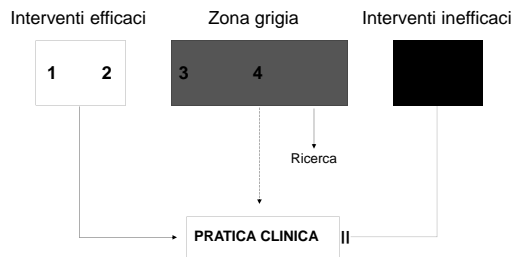 Interventi efficaci Zona grigia Interventi inefficaci
1 2 3 4
Ricerca
PRATICA CLINICA